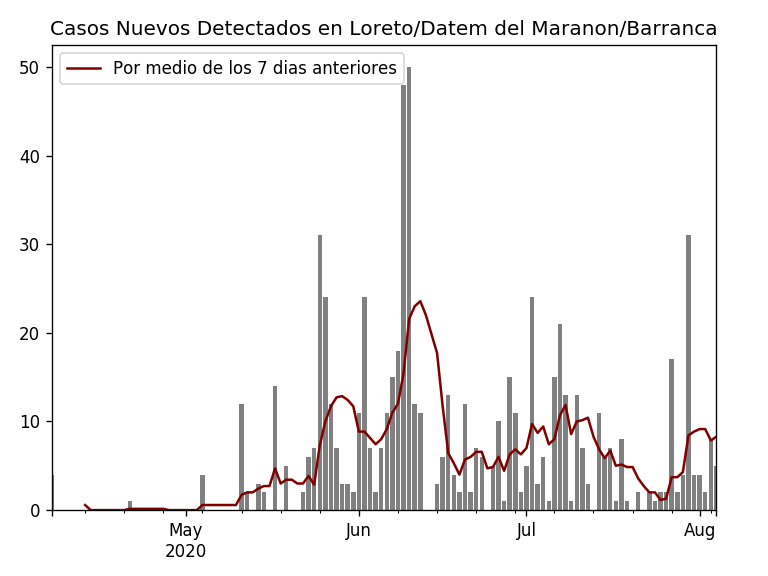 Casos Nuevos Detectados en Loreto/Datem del Maranon/Barranca
Por medio de los 7 dias anteriores
50
40
30
20
10
0
May Jun Jul Aug
2020